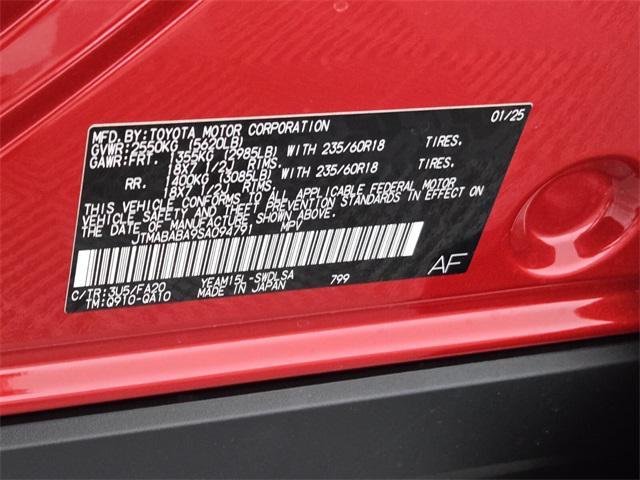 MFD. BY: TOYOTA MOTOR CORPORATION 01/25
GVWR: 2550KG (5620LB)
GAWR: FRT. 1355KG (2985LB) WITH 235/60R18 TIRES.
18X7 1/2J RIMS.
RR. 1400KG (3085LB) WITH 235/60R18 TIRES.
18X7 1/2J RIMS.
THIS VEHICLE CONFORMS TO ALL APPLICABLE FEDERAL MOTOR
VEHICLE SAFETY AND THEFT PREVENTION STANDARDS IN EFFECT ON
THE DATE OF MANUFACTURE SHOWN ABOVE.
JTMABABA9SA094791 MPV
C/TR: 3U5/FA20 YEAM15L-SWDLSA 799
TM: Q910-GA10 MADE IN JAPAN
AF